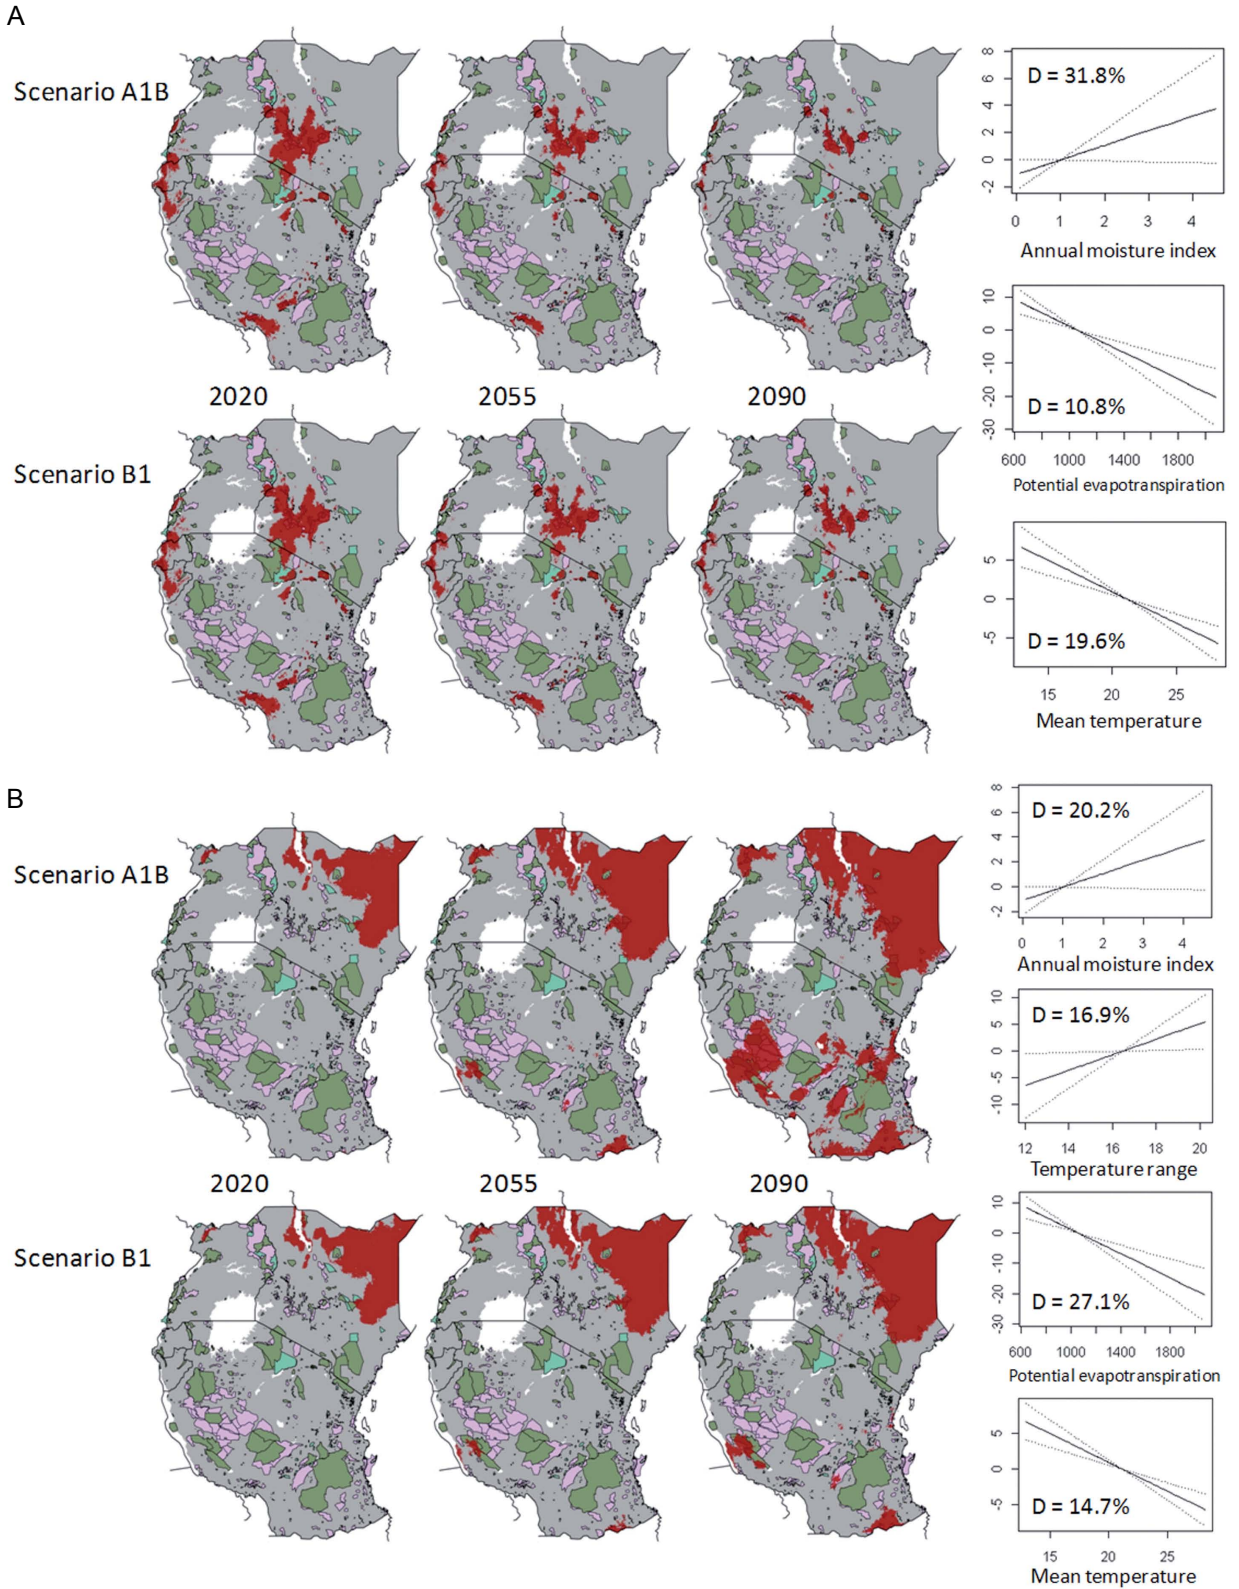 A
Scenario A1B
2020
2055
2090
Scenario B1
8
6
4
2
0
-2
D = 31.8%
0 1 2 3 4
Annual moisture index
10
0
-10
-20
-30
D = 10.8%
600 1000 1400 1800
Potential evapotranspiration
5
0
-5
D = 19.6%
15 20 25
Mean temperature
B
Scenario A1B
2020
2055
2090
Scenario B1
8
6
4
2
0
-2
D = 20.2%
0 1 2 3 4
Annual moisture index
10
5
0
-5
-10
D = 16.9%
12 14 16 18 20
Temperature range
10
0
-10
-20
-30
D = 27.1%
600 1000 1400 1800
Potential evapotranspiration
5
0
-5
D = 14.7%
15 20 25
Mean temperature